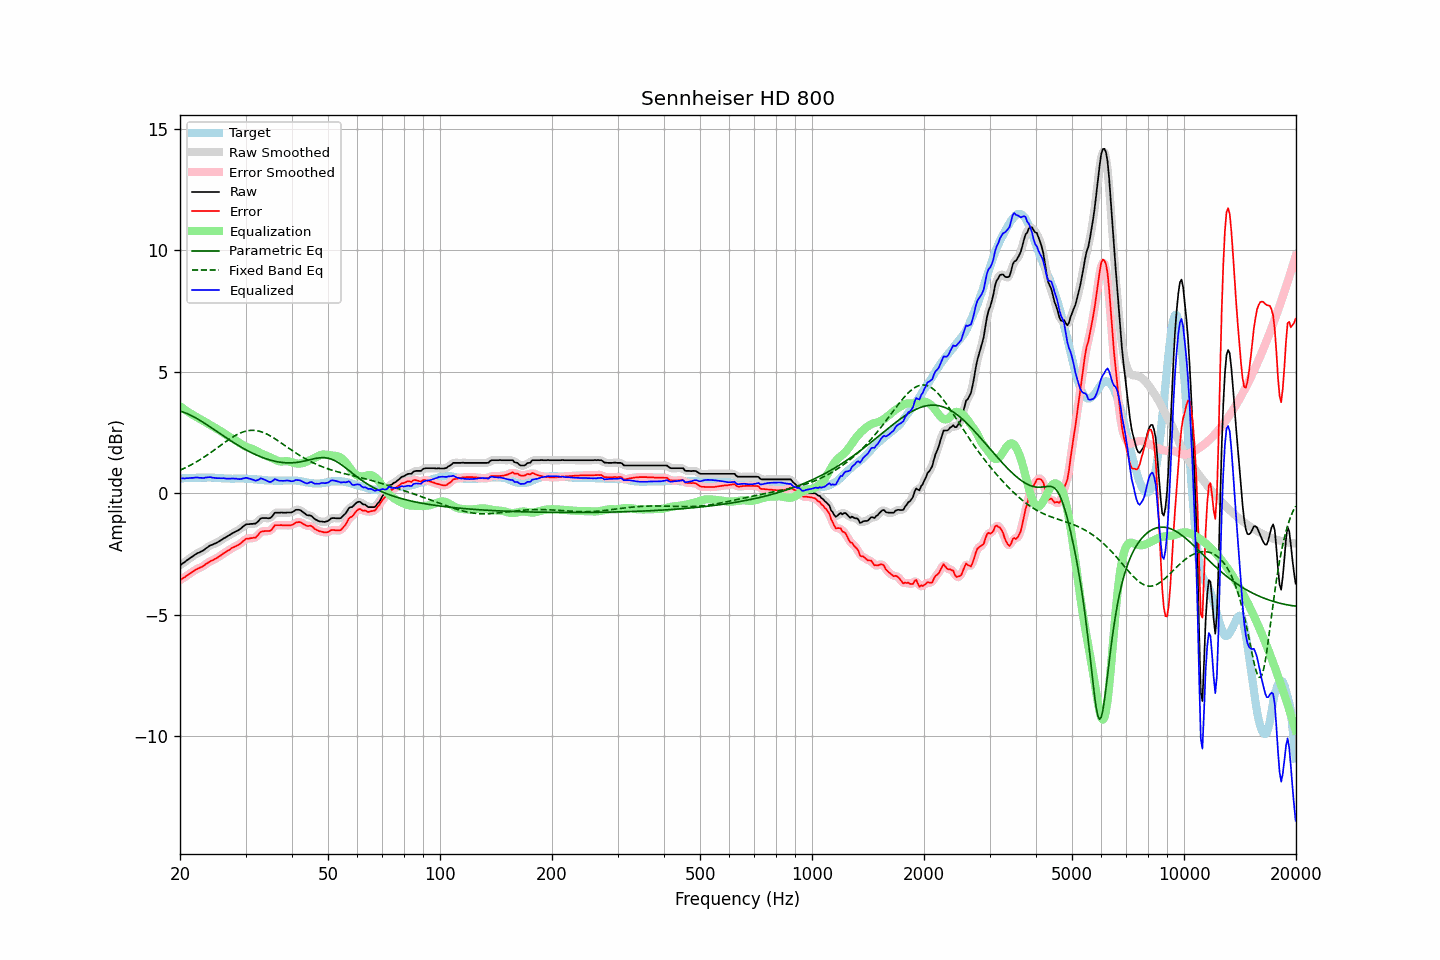 Sennheiser HD 800
15
10
5
0
−5
−10
Amplitude (dBr)
Target
Raw Smoothed
Error Smoothed
Raw
Error
Equalization
Parametric Eq
Fixed Band Eq
Equalized
20 50 100 200 500 1000 2000 5000 10000 20000
Frequency (Hz)